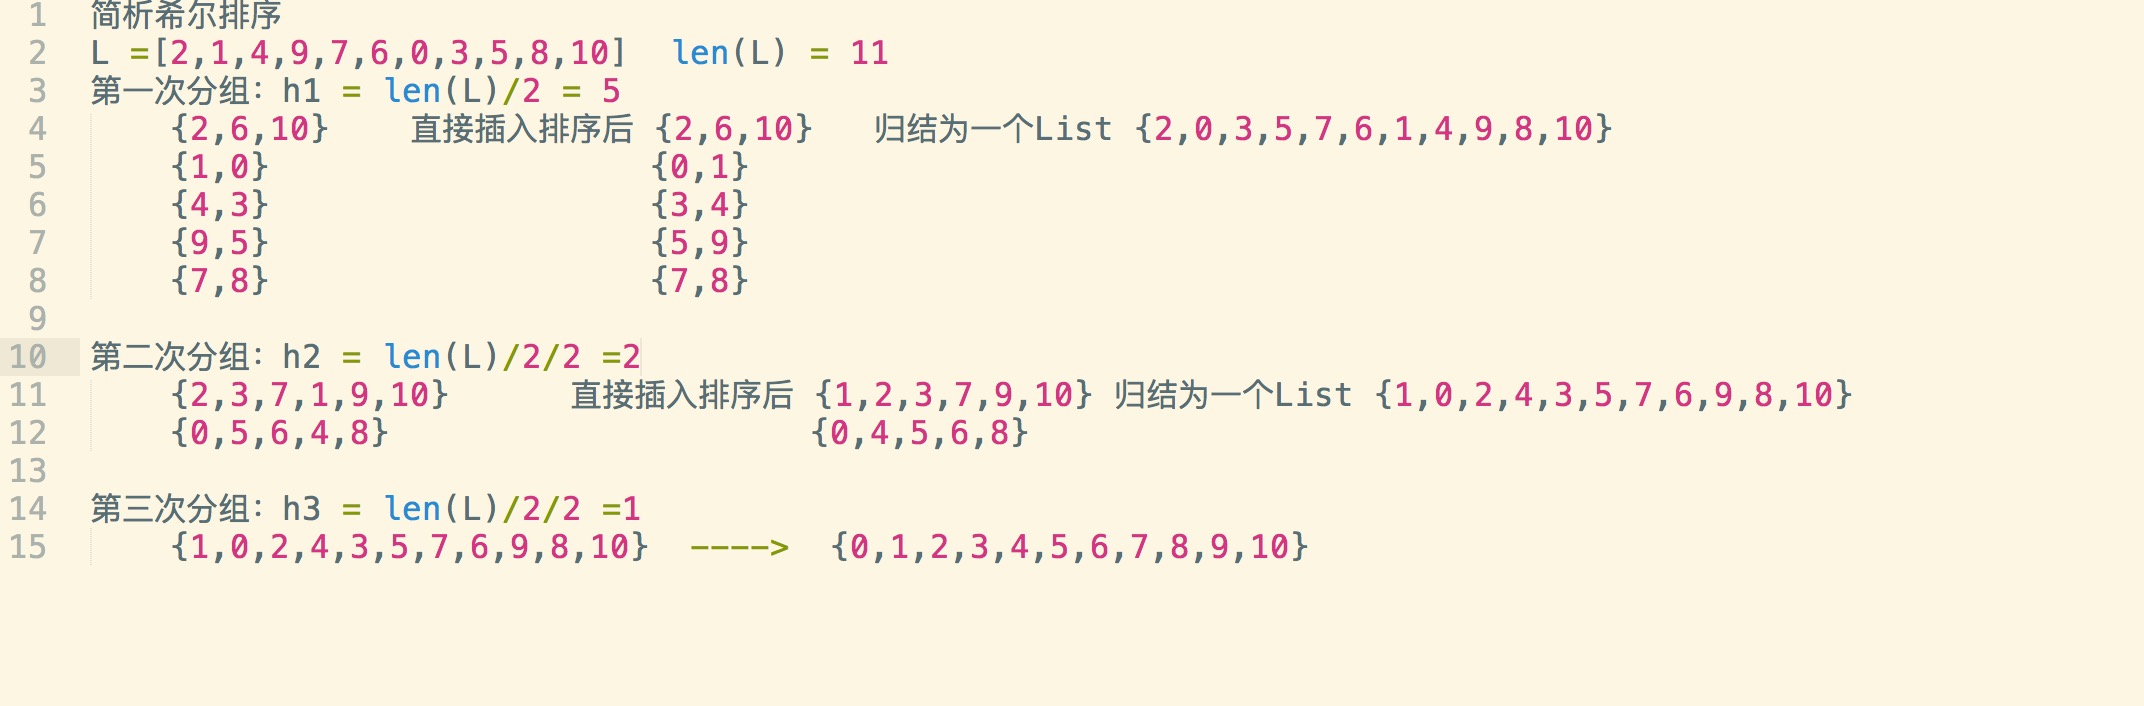 1 简析希尔排序
2 L =[2,1,4,9,7,6,0,3,5,8,10] len(L) = 11
3 第一次分组：h1 = len(L)/2 = 5
4 {2,6,10} 直接插入排序后 {2,6,10} 归结为一个List {2,0,3,5,7,6,1,4,9,8,10}
5 {1,0} {0,1}
6 {4,3} {3,4}
7 {9,5} {5,9}
8 {7,8} {7,8}
9
10 第二次分组：h2 = len(L)/2/2 =2
11 {2,3,7,1,9,10} 直接插入排序后 {1,2,3,7,9,10} 归结为一个List {1,0,2,4,3,5,7,6,9,8,10}
12 {0,5,6,4,8} {0,4,5,6,8}
13
14 第三次分组：h3 = len(L)/2/2 =1
15 {1,0,2,4,3,5,7,6,9,8,10} ----> {0,1,2,3,4,5,6,7,8,9,10}